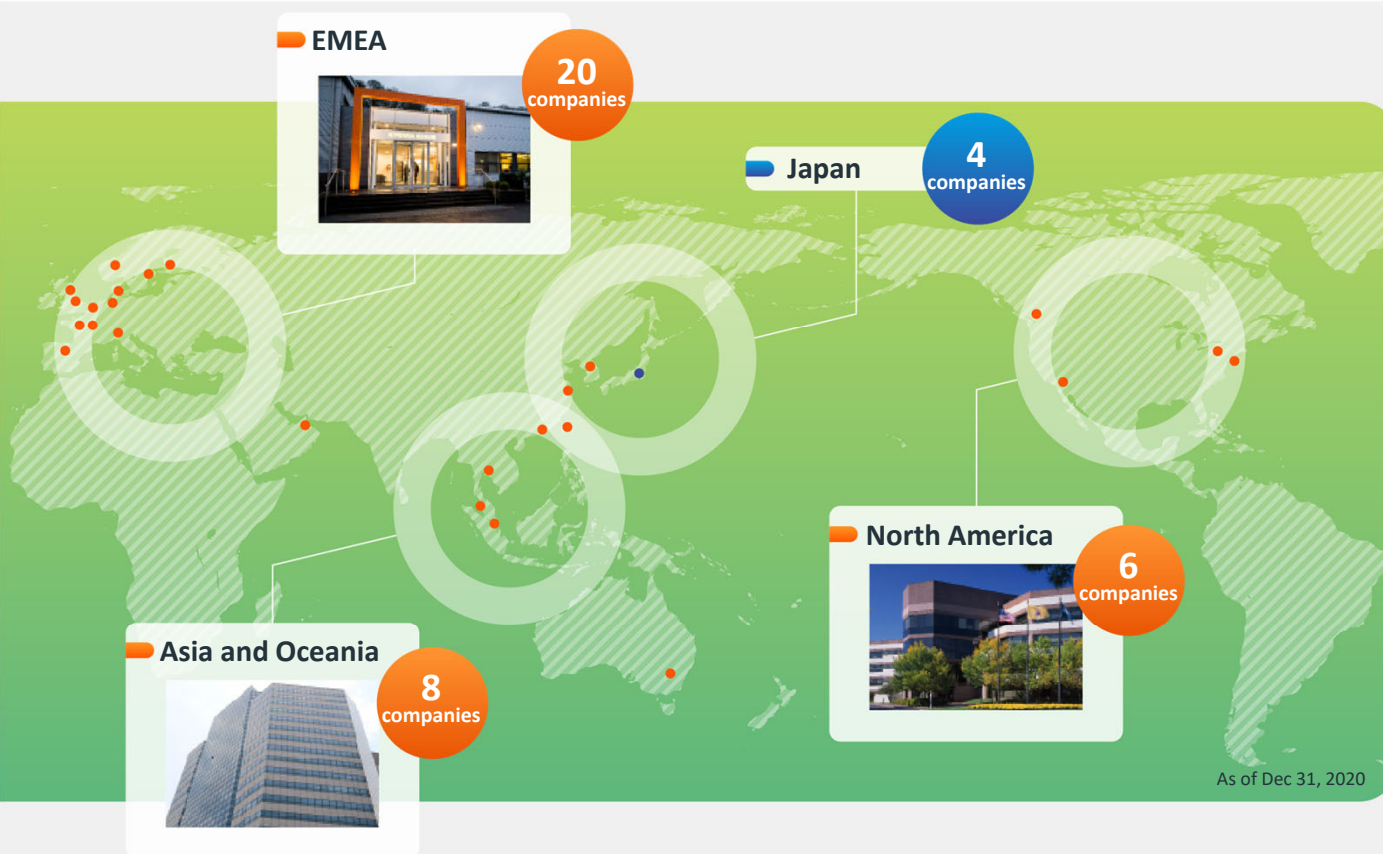 EMEA
20
companies
Japan
4
companies
North America
6
companies
Asia and Oceania
8
companies
As of Dec 31, 2020